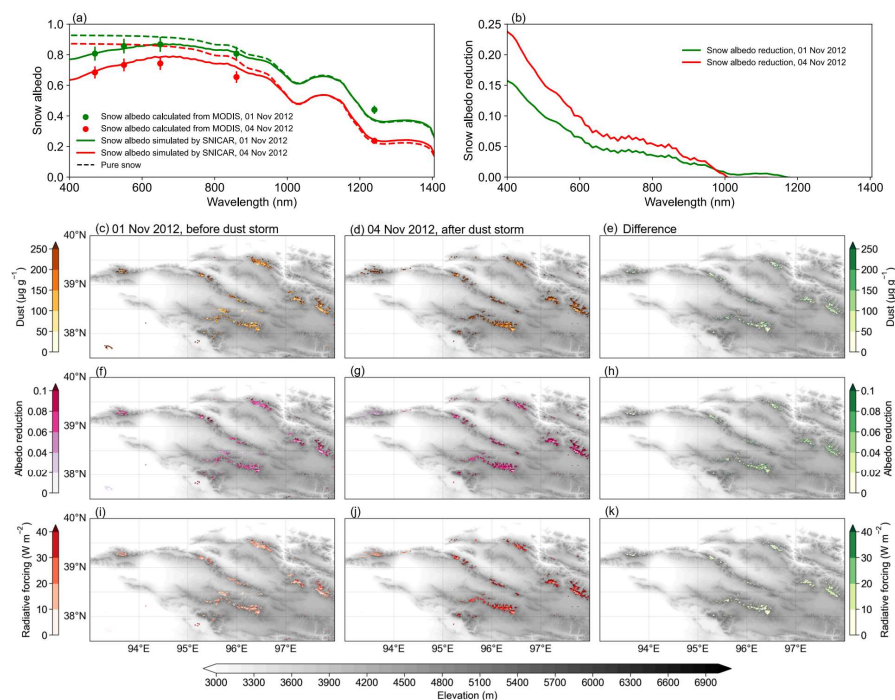 (a)
(b)
Snow albedo
1.0
0.8
0.6
0.4
0.2
0.0
Snow albedo calculated from MODIS, 01 Nov 2012
Snow albedo calculated from MODIS, 04 Nov 2012
Snow albedo simulated by SNICAR, 01 Nov 2012
Snow albedo simulated by SNICAR, 04 Nov 2012
Pure snow
400 600 800 1000 1200 1400
Wavelength (nm)
Snow albedo reduction
0.25
0.20
0.15
0.10
0.05
0.00
Snow albedo reduction, 01 Nov 2012
Snow albedo reduction, 04 Nov 2012
400 600 800 1000 1200 1400
Wavelength (nm)
(c) 01 Nov 2012, before dust storm
(d) 04 Nov 2012, after dust storm
(e) Difference
Dust (μg g⁻¹)
250
200
150
100
50
0
40°N
39°N
38°N
250
200
150
100
50
0
Dust (μg g⁻¹)
(f)
(g)
(h)
Albedo reduction
0.1
0.08
0.06
0.04
0.02
0
40°N
39°N
38°N
0.1
0.08
0.06
0.04
0.02
0
Albedo reduction
(i)
(j)
(k)
Radiative forcing (W m⁻²)
40
30
20
10
0
40°N
39°N
38°N
40
30
20
10
0
Radiative forcing (W m⁻²)
94°E 95°E 96°E 97°E
94°E 95°E 96°E 97°E
94°E 95°E 96°E 97°E
3000 3300 3600 3900 4200 4500 4800 5100 5400 5700 6000 6300 6600 6900
Elevation (m)